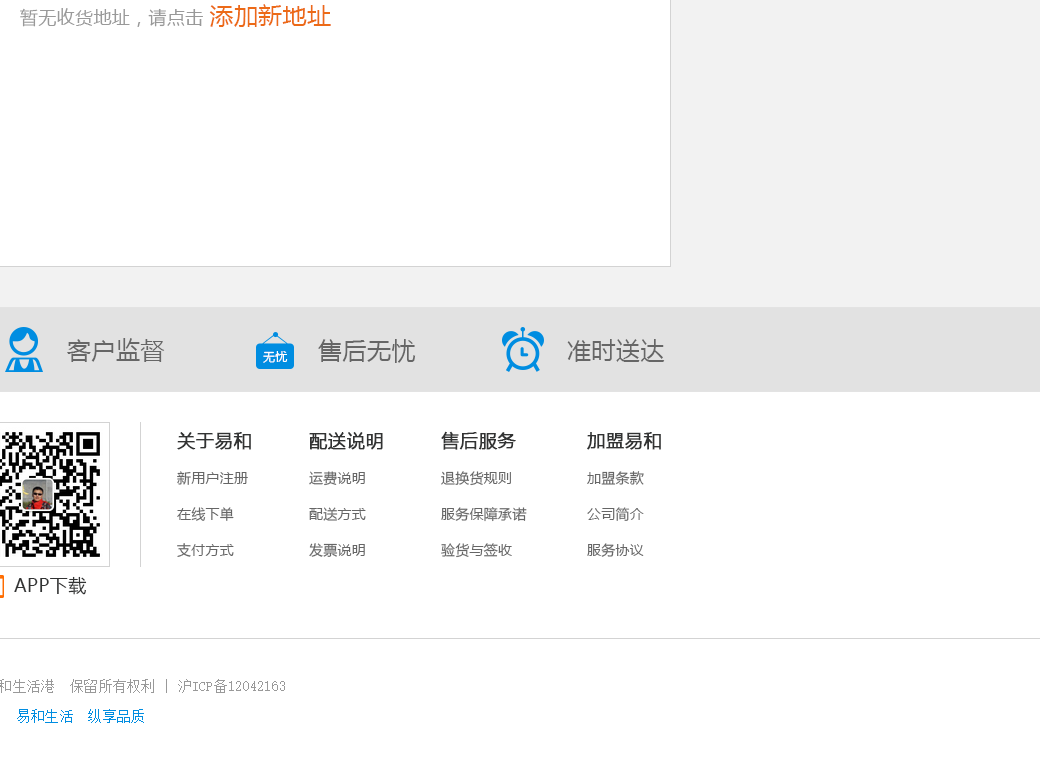 暂无收货地址，请点击 添加新地址
客户监督 无忧 售后无忧 准时送达
关于易和 配送说明 售后服务 加盟易和
新用户注册 运费说明 退换货规则 加盟条款
在线下单 配送方式 服务保障承诺 公司简介
支付方式 发票说明 验货与签收 服务协议
APP下载
和生活港 保留所有权利 | 沪ICP备12042163
易和生活 纵享品质